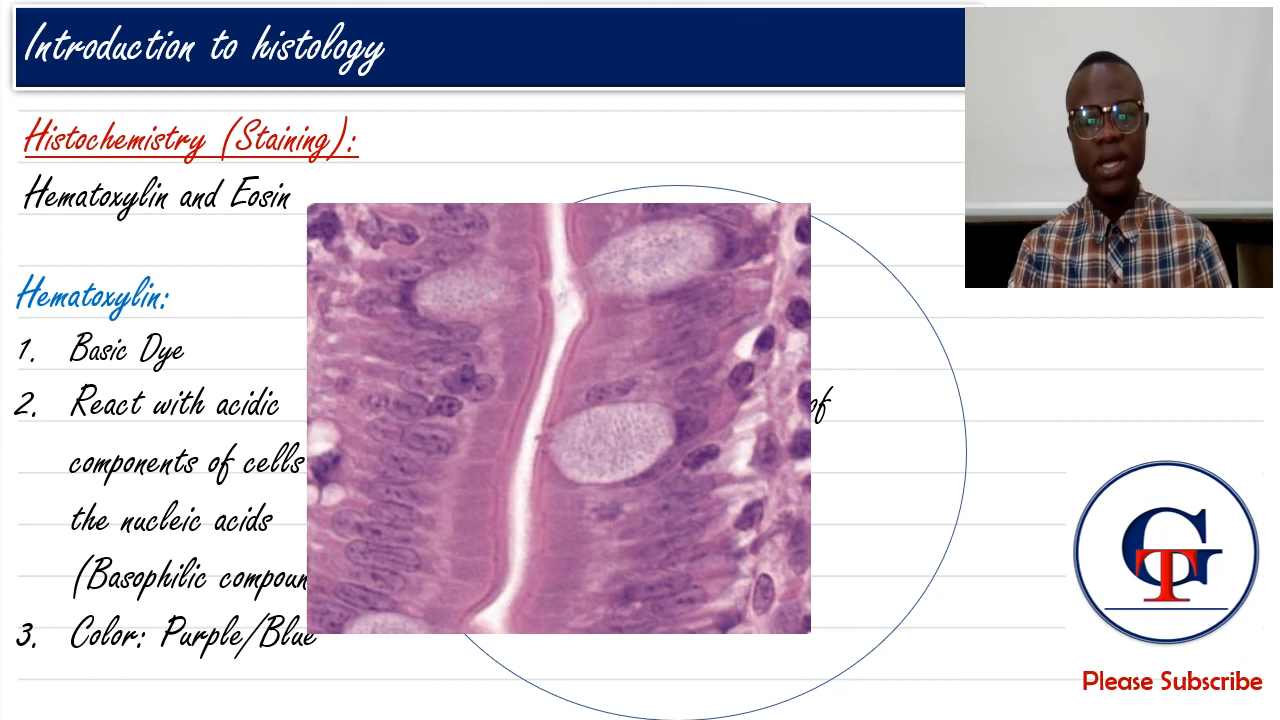 Introduction to histology
Histochemistry (Staining):
Hematoxylin and Eosin
Hematoxylin:
1. Basic Dye
2. React with acidic
of
components of cells
the nucleic acids
(Basophilic compoun
3. Color: Purple/Blue
GT
Please Subscribe